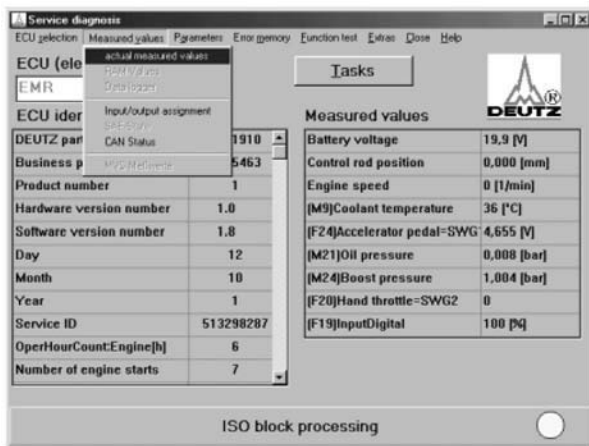 Service diagnosis
ECU selection Measured values Parameters Error memory Function test Extras Close Help
actual measured values
RAM Values
Data logger
Input/output assignment
CAN Status
ECU (ele
EMR
Tasks
DEUTZ
®
ECU iden
Measured values
DEUTZ part 1910
Business p 5463
Product number 1
Hardware version number 1.0
Software version number 1.8
Day 12
Month 10
Year 1
Service ID 513298287
OperHourCount:Engine[h] 6
Number of engine starts 7
Battery voltage 19,9 [V]
Control rod position 0,000 [mm]
Engine speed 0 [1/min]
[M9]Coolant temperature 36 [°C]
[F24]Accelerator pedal=SWG 4,655 [V]
[M21]Oil pressure 0,008 [bar]
[M24]Boost pressure 1,004 [bar]
[F20]Hand throttle=SWG2 0
[F19]InputDigital 100 [%]
ISO block processing